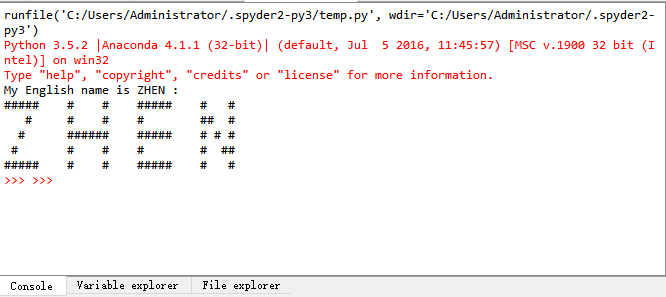 runfile('C:/Users/Administrator/.spyder2-py3/temp.py', wdir='C:/Users/Administrator/.spyder2-
py3')
Python 3.5.2 |Anaconda 4.1.1 (32-bit)| (default, Jul  5 2016, 11:45:57) [MSC v.1900 32 bit (I
ntel)] on win32
Type "help", "copyright", "credits" or "license" for more information.
My English name is ZHEN :
#####    #    #    #####    #   #
   #     #    #    #        ##  #
  #      ######    #####    # # #
 #       #    #    #        #  ##
#####    #    #    #####    #   #
>>> >>>
Console Variable explorer File explorer